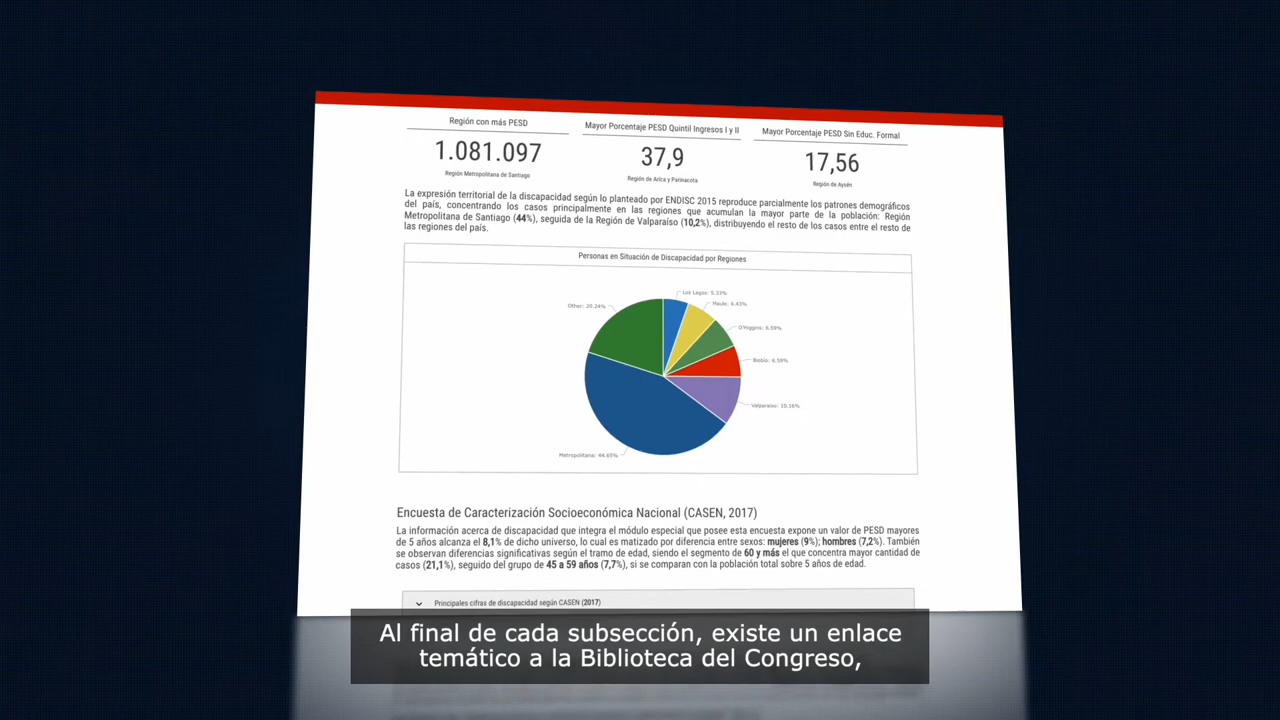 Región con más PESD
Mayor Porcentaje PESD Quintil Ingresos I y II
Mayor Porcentaje PESD Sin Educ. Formal
1.081.097
37,9
17,56
Región Metropolitana de Santiago
Región de Arica y Parinacota
Región de Aysén
La expresión territorial de la discapacidad según lo planteado por ENDISC 2015 reproduce parcialmente los patrones demográficos
del país, concentrando los casos principalmente en las regiones que acumulan la mayor parte de la población: Región
Metropolitana de Santiago (44%), seguida de la Región de Valparaíso (10,2%), distribuyendo el resto de los casos entre el resto de
las regiones del país.
Personas en Situación de Discapacidad por Regiones
Los Lagos: 5.33%
Maule: 6.43%
Other: 20.24%
O'Higgins: 6.59%
Biobío: 6.59%
Valparaíso: 10.16%
Metropolitana: 44.65%
Encuesta de Caracterización Socioeconómica Nacional (CASEN, 2017)
La información acerca de discapacidad que integra el módulo especial que posee esta encuesta expone un valor de PESD mayores
de 5 años alcanza el 8,1% de dicho universo, lo cual es matizado por diferencia entre sexos: mujeres (9%); hombres (7,2%). También
se observan diferencias significativas según el tramo de edad, siendo el segmento de 60 y más el que concentra mayor cantidad de
casos (21,1%), seguido del grupo de 45 a 59 años (7,7%), si se comparan con la población total sobre 5 años de edad.
Principales cifras de discapacidad según CASEN (2017)
Al final de cada subsección, existe un enlace
temático a la Biblioteca del Congreso,